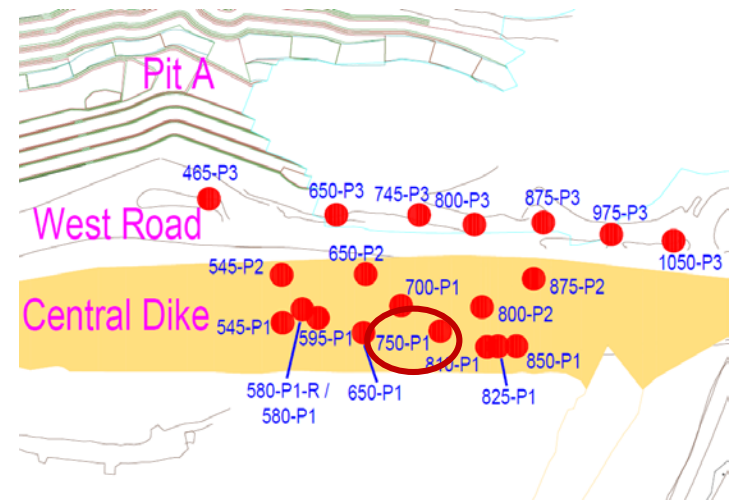 Pit A
465-P3
650-P3
745-P3
800-P3
875-P3
975-P3
1050-P3
West Road
545-P2
650-P2
875-P2
700-P1
800-P2
Central Dike
545-P1
595-P1
750-P1
810-P1
850-P1
580-P1-R /
580-P1
650-P1
825-P1